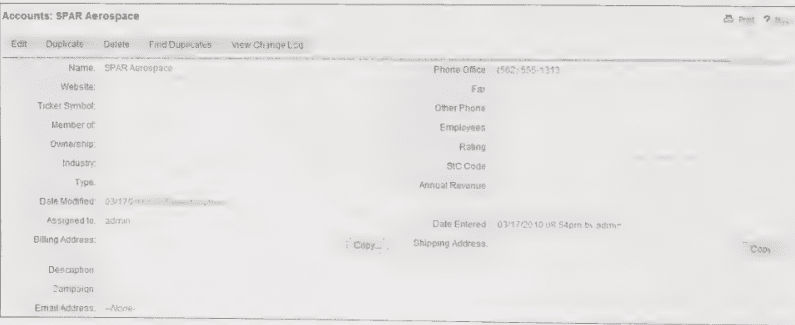 Accounts: SPAR Aerospace
Print ?
Edit Duplicate Delete Find Duplicates View Change Log
Name: SPAR Aerospace
Phone Office (562) 555-1313
Website:
Fax
Ticker Symbol:
Other Phone
Member of:
Employees
Ownership:
Rating
Industry:
SIC Code
Type:
Annual Revenue
Date Modified:
Assigned to: admin
Date Entered 03/17/2010 08:54pm by admin
Billing Address:
Copy...
Shipping Address:
Copy
Description
Campaign
Email Address: --None--